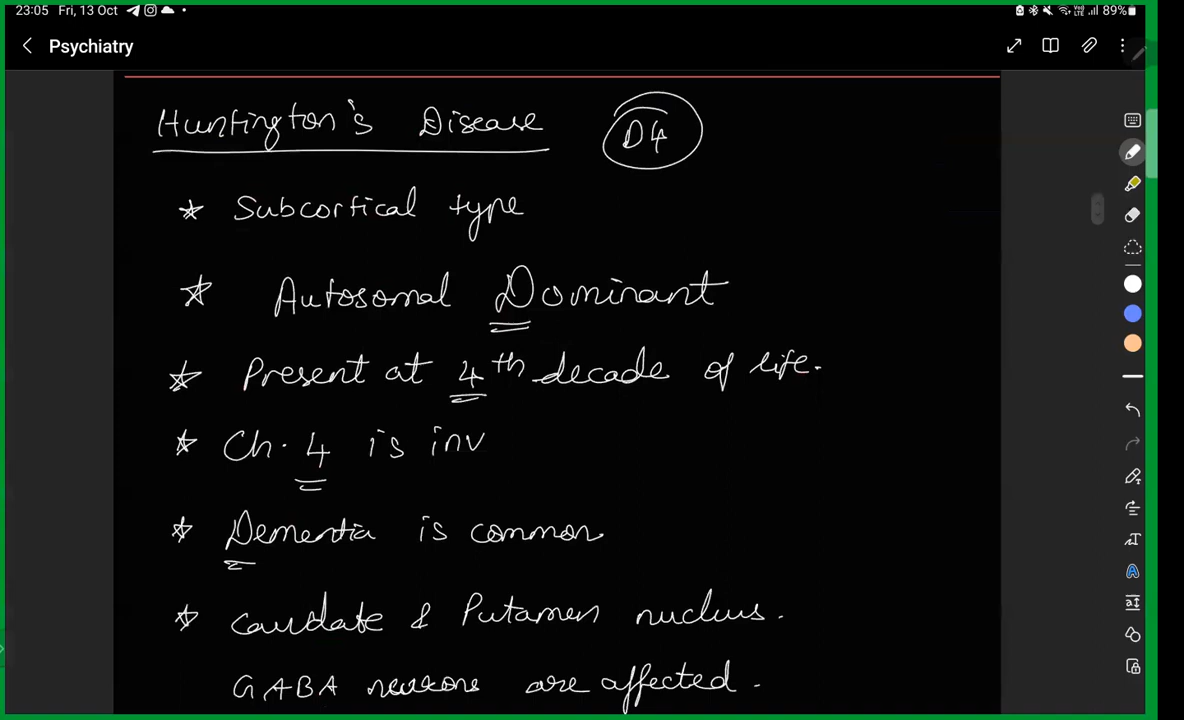 23:05 Fri, 13 Oct 89%
Psychiatry
Huntington's Disease D4
* Subcortical type
* Autosomal Dominant
* Present at 4th decade of life.
* Ch. 4 is inv
* Dementia is common
* caudate & Putamen nucleus.
GABA neurons are affected.